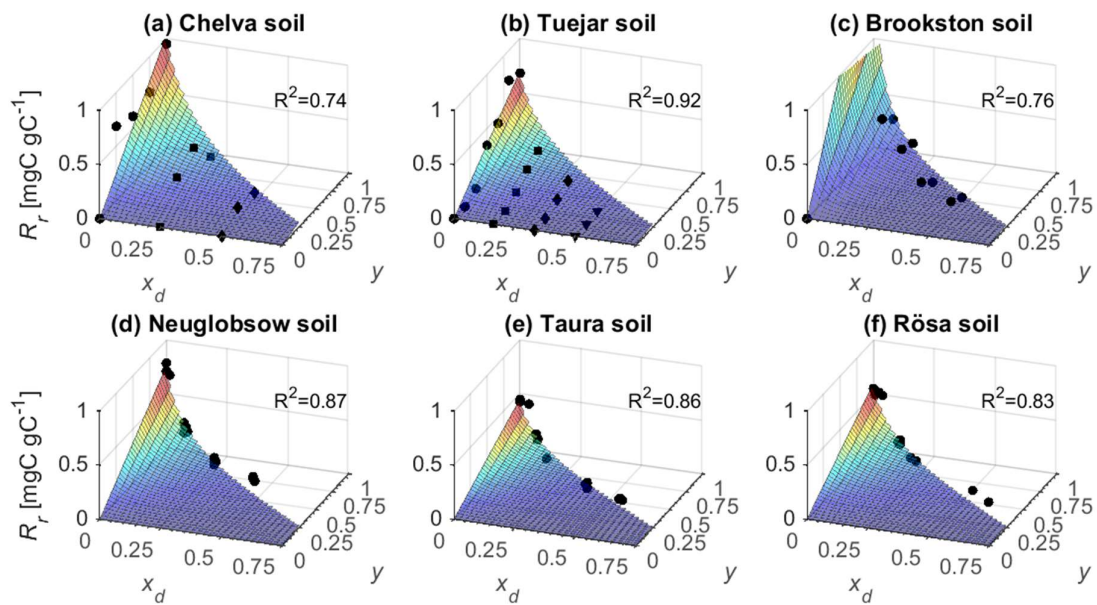 (a) Chelva soil
(b) Tuejar soil
(c) Brookston soil
R²=0.74
R²=0.92
R²=0.76
R_r [mgC gC⁻¹]
1
0.5
0
0
0.25
0.5
0.75
x_d
0
0.25
0.5
0.75
1
y
1
0.5
0
0
0.25
0.5
0.75
x_d
0
0.25
0.5
0.75
1
y
1
0.5
0
0
0.25
0.5
0.75
x_d
0
0.25
0.5
0.75
1
y
(d) Neuglobsow soil
(e) Taura soil
(f) Rösa soil
R²=0.87
R²=0.86
R²=0.83
R_r [mgC gC⁻¹]
1
0.5
0
0
0.25
0.5
0.75
x_d
0
0.25
0.5
0.75
1
y
1
0.5
0
0
0.25
0.5
0.75
x_d
0
0.25
0.5
0.75
1
y
1
0.5
0
0
0.25
0.5
0.75
x_d
0
0.25
0.5
0.75
1
y